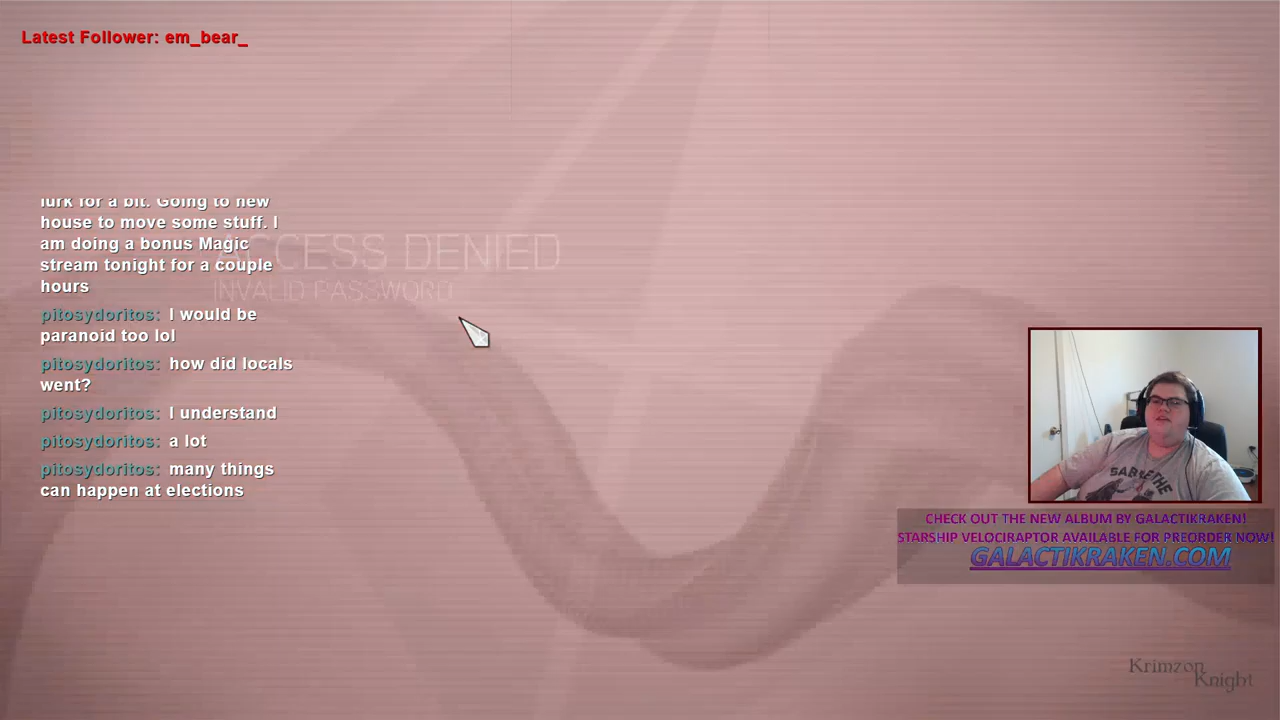 Latest Follower: em_bear_
lurk for a bit. Going to new
house to move some stuff. I
am doing a bonus Magic
stream tonight for a couple
hours
pitosydoritos: I would be
paranoid too lol
pitosydoritos: how did locals
went?
pitosydoritos: I understand
pitosydoritos: a lot
pitosydoritos: many things
can happen at elections
ACCESS DENIED
INVALID PASSWORD
CHECK OUT THE NEW ALBUM BY GALACTIKRAKEN!
STARSHIP VELOCIRAPTOR AVAILABLE FOR PREORDER NOW!
GALACTIKRAKEN.COM
Krimzon
Knight